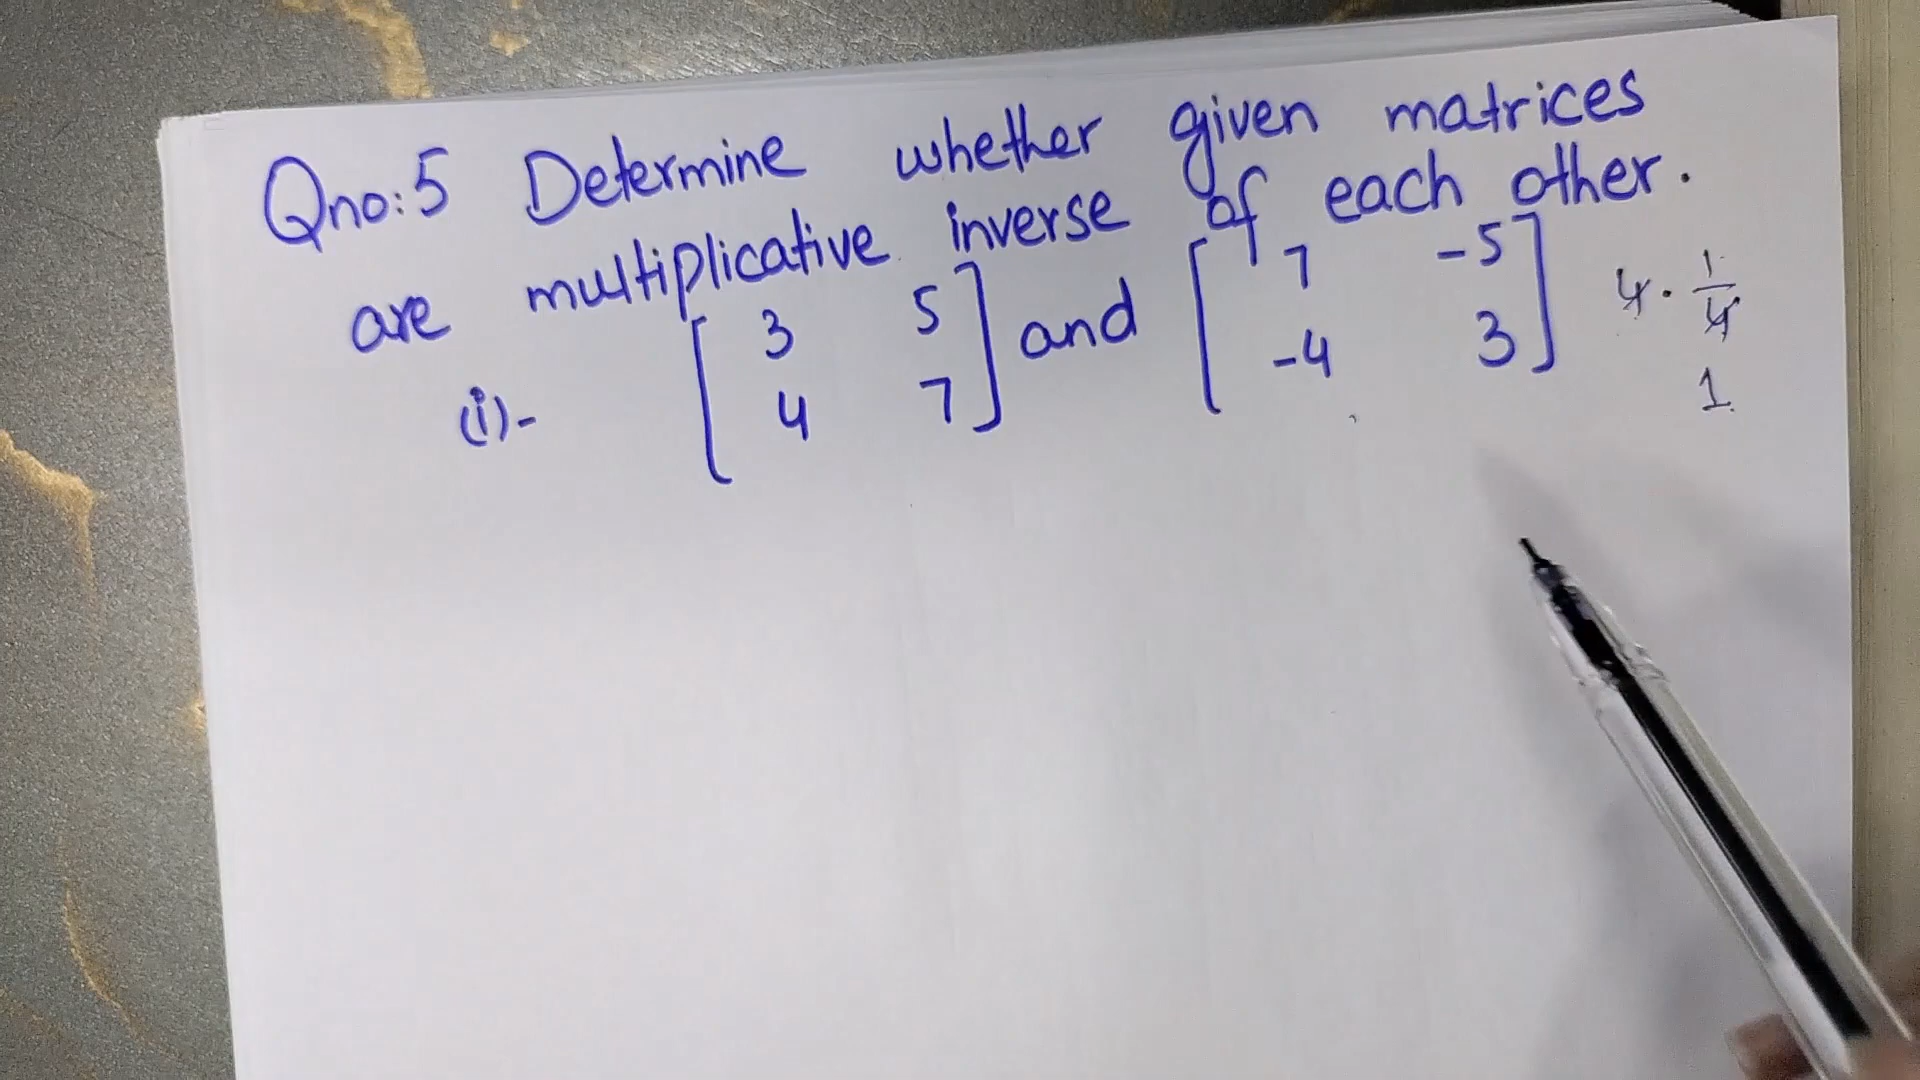 Qno:5 Determine whether given matrices
are multiplicative inverse of each other.
(i)- [ 3 5 ] and [ 7 -5 ] 4 . 1/4
4 7 -4 3 1